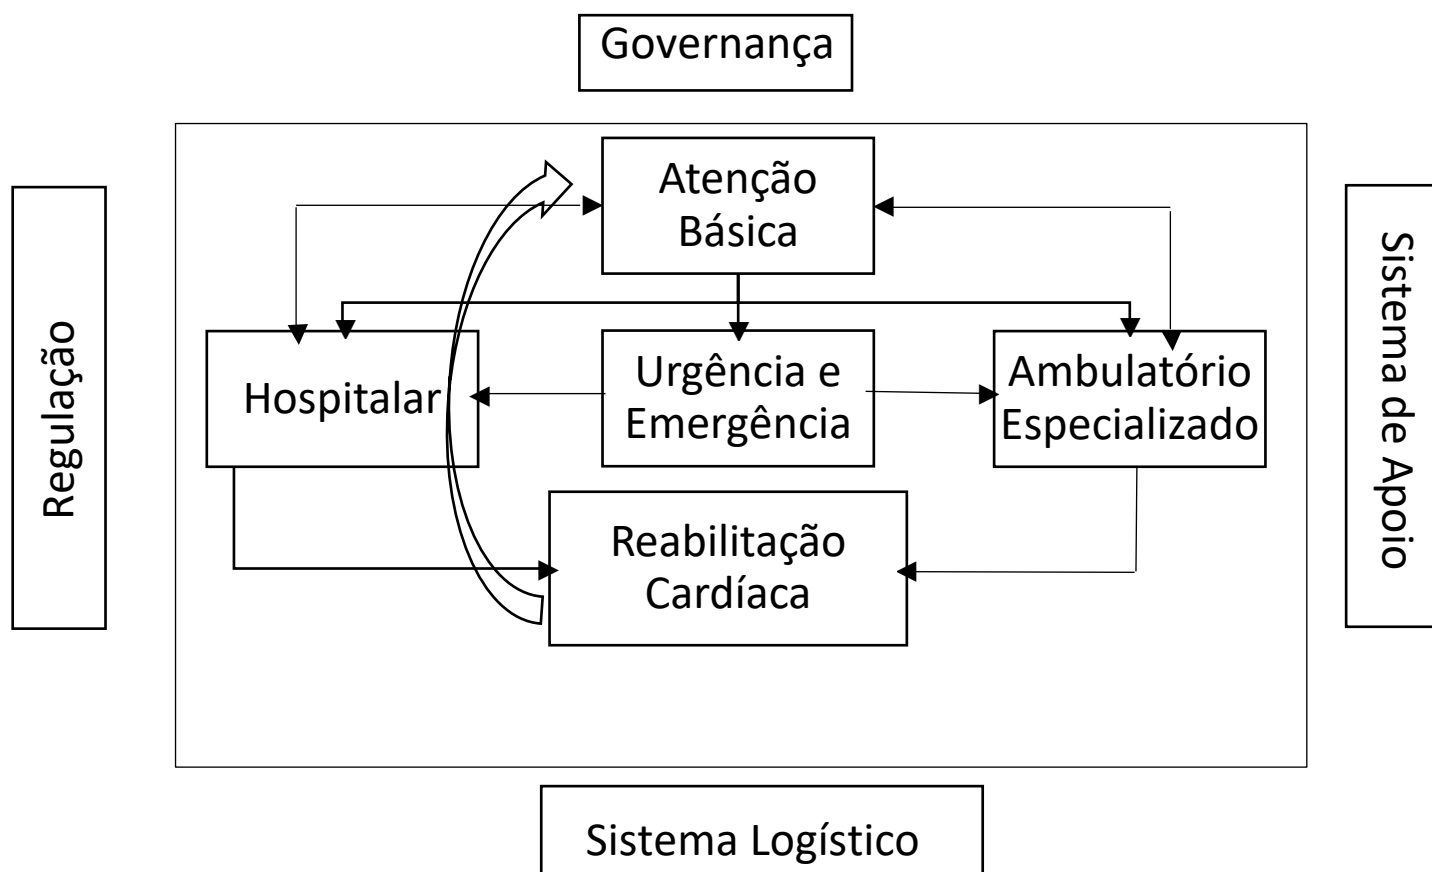 Governança
Atenção
Básica
Regulação
Sistema de Apoio
Hospitalar
Urgência e
Emergência
Ambulatório
Especializado
Reabilitação
Cardíaca
Sistema Logístico